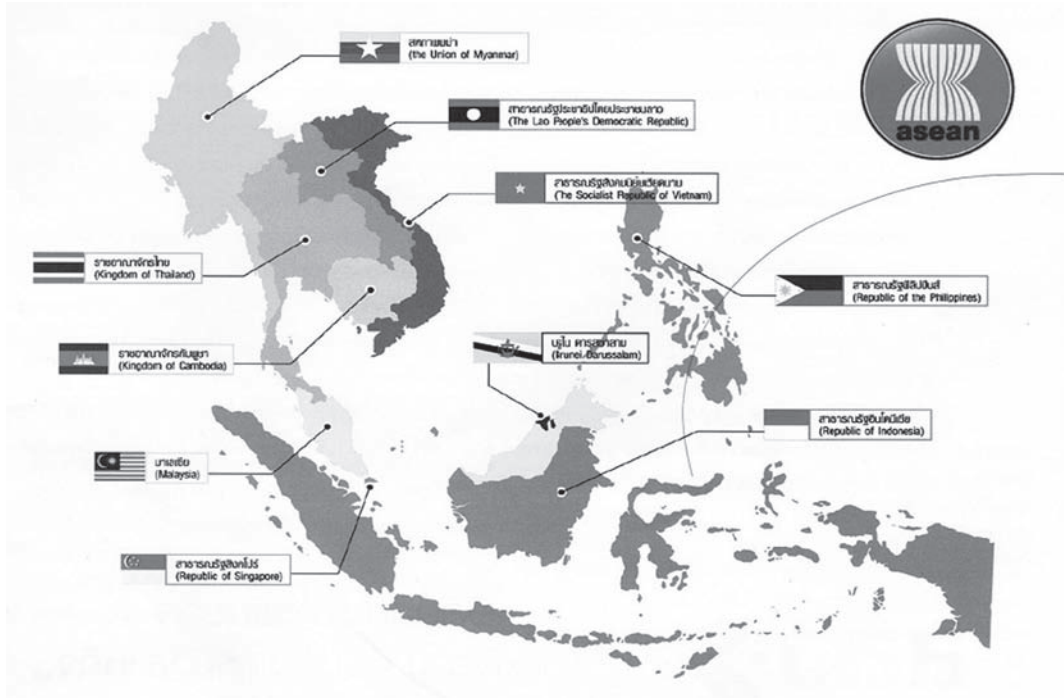 สหภาพพม่า
(the Union of Myanmar)
asean
สาธารณรัฐประชาธิปไตยประชาชนลาว
(The Lao People's Democratic Republic)
สาธารณรัฐสังคมนิยมเวียดนาม
(The Socialist Republic of Vietnam)
ราชอาณาจักรไทย
(Kingdom of Thailand)
สาธารณรัฐฟิลิปปินส์
(Republic of the Philippines)
ราชอาณาจักรกัมพูชา
(Kingdom of Cambodia)
บรูไน ดารุสซาลาม
(Brunei Darussalam)
สาธารณรัฐอินโดนีเซีย
(Republic of Indonesia)
มาเลเซีย
(Malaysia)
สาธารณรัฐสิงคโปร์
(Republic of Singapore)